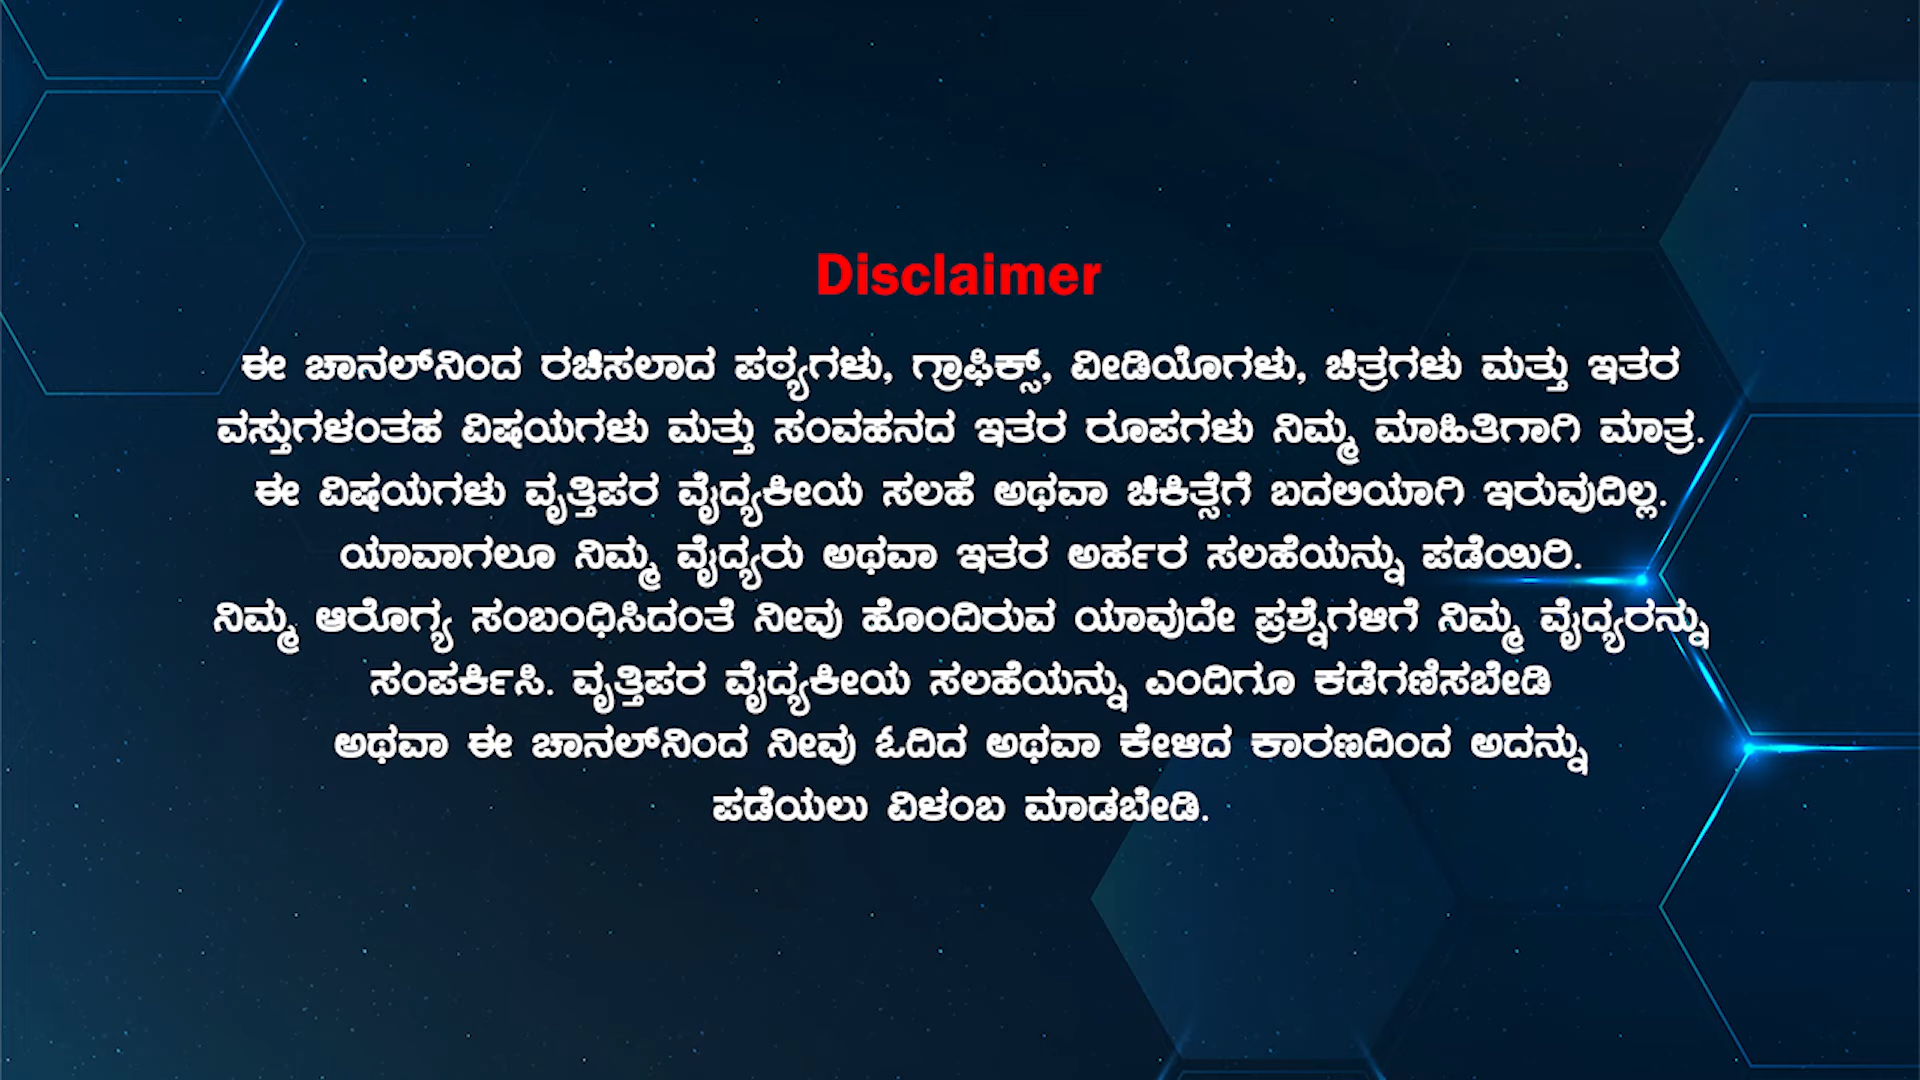 Disclaimer
ಈ ಚಾನಲ್‌ನಿಂದ ರಚಿಸಲಾದ ಪಠ್ಯಗಳು, ಗ್ರಾಫಿಕ್ಸ್, ವೀಡಿಯೊಗಳು, ಚಿತ್ರಗಳು ಮತ್ತು ಇತರ
ವಸ್ತುಗಳಂತಹ ವಿಷಯಗಳು ಮತ್ತು ಸಂವಹನದ ಇತರ ರೂಪಗಳು ನಿಮ್ಮ ಮಾಹಿತಿಗಾಗಿ ಮಾತ್ರ.
ಈ ವಿಷಯಗಳು ವೃತ್ತಿಪರ ವೈದ್ಯಕೀಯ ಸಲಹೆ ಅಥವಾ ಚಿಕಿತ್ಸೆಗೆ ಬದಲಿಯಾಗಿ ಇರುವುದಿಲ್ಲ.
ಯಾವಾಗಲೂ ನಿಮ್ಮ ವೈದ್ಯರು ಅಥವಾ ಇತರ ಅರ್ಹರ ಸಲಹೆಯನ್ನು ಪಡೆಯಿರಿ.
ನಿಮ್ಮ ಆರೋಗ್ಯ ಸಂಬಂಧಿಸಿದಂತೆ ನೀವು ಹೊಂದಿರುವ ಯಾವುದೇ ಪ್ರಶ್ನೆಗಳಿಗೆ ನಿಮ್ಮ ವೈದ್ಯರನ್ನು
ಸಂಪರ್ಕಿಸಿ. ವೃತ್ತಿಪರ ವೈದ್ಯಕೀಯ ಸಲಹೆಯನ್ನು ಎಂದಿಗೂ ಕಡೆಗಣಿಸಬೇಡಿ
ಅಥವಾ ಈ ಚಾನಲ್‌ನಿಂದ ನೀವು ಓದಿದ ಅಥವಾ ಕೇಳಿದ ಕಾರಣದಿಂದ ಅದನ್ನು
ಪಡೆಯಲು ವಿಳಂಬ ಮಾಡಬೇಡಿ.